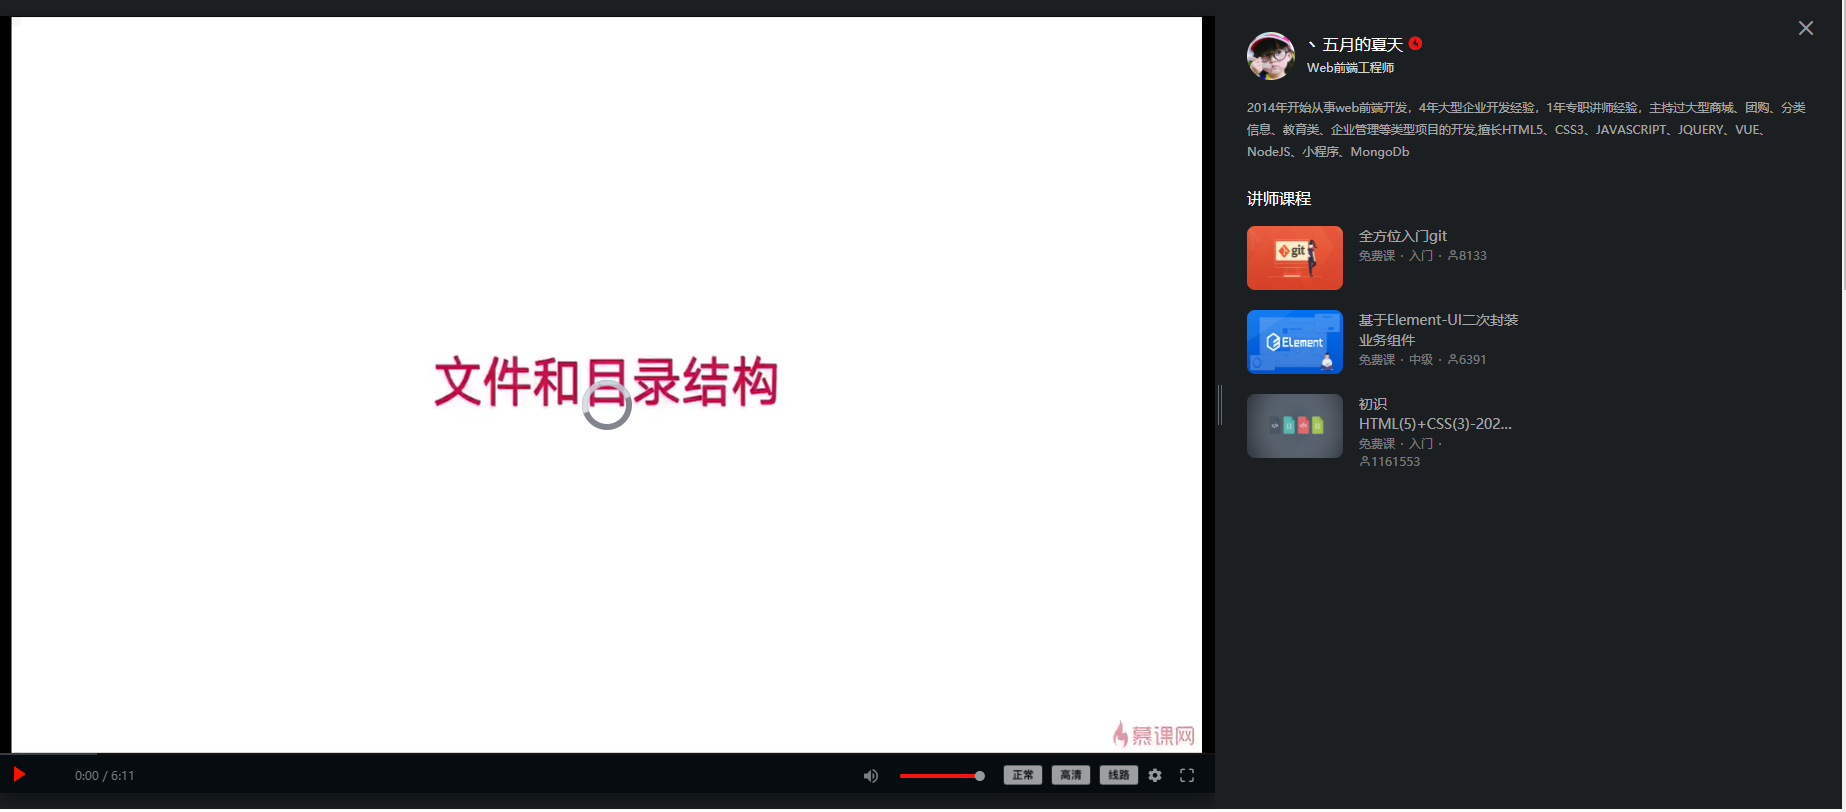 文件和目录结构
慕课网
0:00 / 6:11
正常
高清
线路
丶五月的夏天
Web前端工程师
2014年开始从事web前端开发，4年大型企业开发经验，1年专职讲师经验，主持过大型商城、团购、分类
信息、教育类、企业管理等类型项目的开发,擅长HTML5、CSS3、JAVASCRIPT、JQUERY、VUE、
NodeJS、小程序、MongoDb
讲师课程
git
全方位入门git
免费课 · 入门 · 8133
Element
基于Element-UI二次封装
业务组件
免费课 · 中级 · 6391
初识
HTML(5)+CSS(3)-202...
免费课 · 入门 ·
1161553